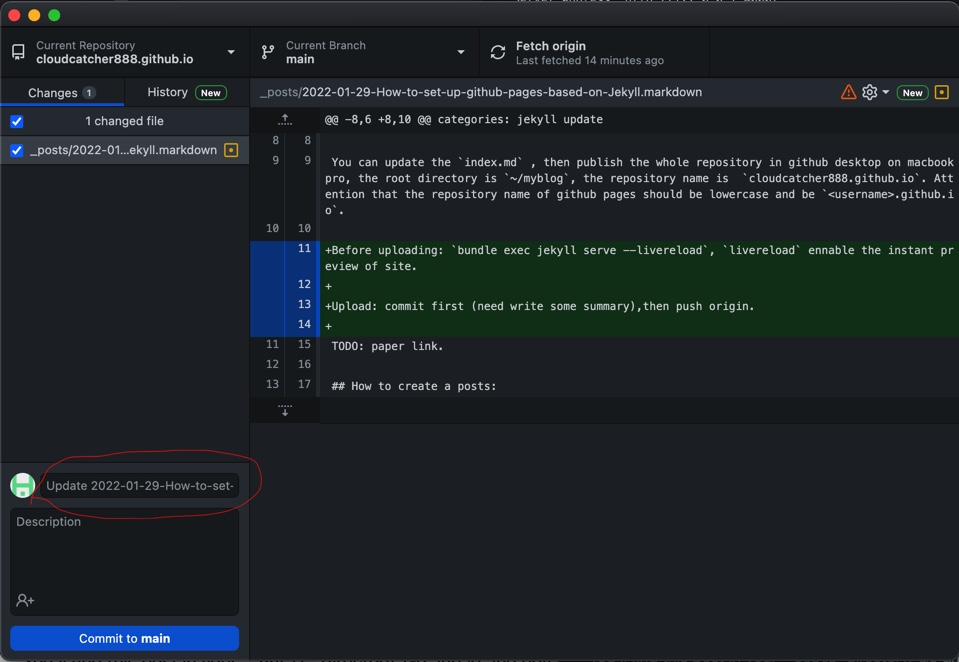 Current Repository
cloudcatcher888.github.io
Current Branch
main
Fetch origin
Last fetched 14 minutes ago
Changes 1
History New
_posts/2022-01-29-How-to-set-up-github-pages-based-on-Jekyll.markdown
New
1 changed file
_posts/2022-01...ekyll.markdown
@@ -8,6 +8,10 @@ categories: jekyll update
8 8
9 9 You can update the `index.md` , then publish the whole repository in github desktop on macbook
pro, the root directory is `~/myblog`, the repository name is  `cloudcatcher888.github.io`. Att
ention that the repository name of github pages should be lowercase and be `<username>.github.i
o`.
10 10
11 +Before uploading: `bundle exec jekyll serve --livereload`, `livereload` ennable the instant pr
eview of site.
12 +
13 +Upload: commit first (need write some summary),then push origin.
14 +
11 15 TODO: paper link.
12 16
13 17 ## How to create a posts:
Update 2022-01-29-How-to-set-
Description
Commit to main